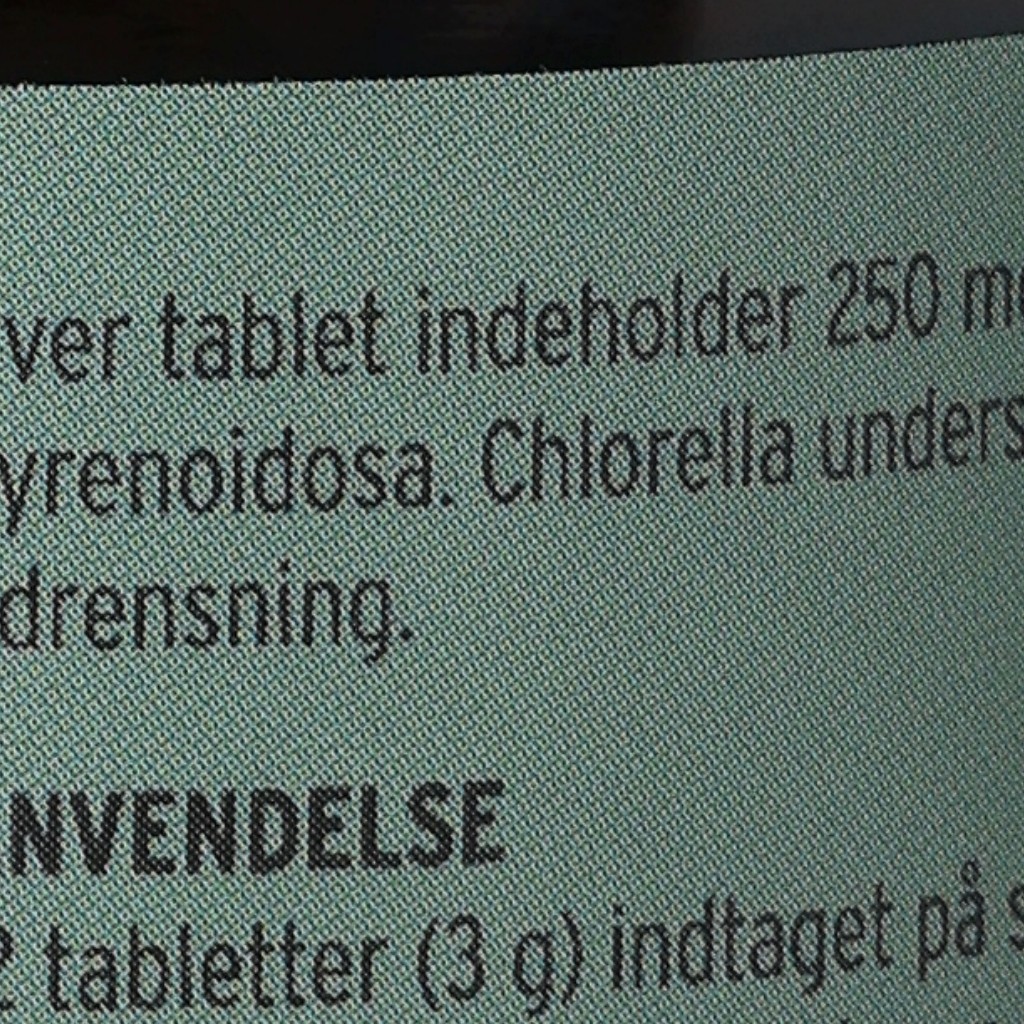 ver tablet indeholder 250 m
yrenoidosa. Chlorella unders
drensning.
NVENDELSE
2 tabletter (3 g) indtaget på s